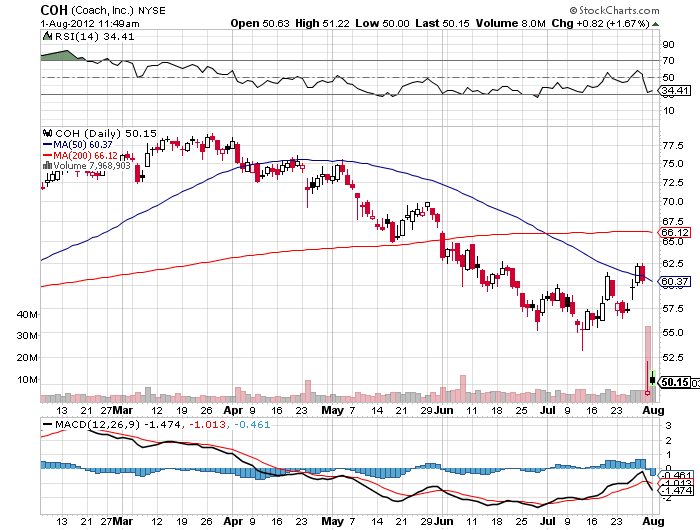 COH (Coach, Inc.) NYSE © StockCharts.com
1-Aug-2012 11:49am Open 50.63 High 51.22 Low 50.00 Last 50.15 Volume 8.0M Chg +0.82 (+1.67%)
RSI(14) 34.41
90
70
50
34.41
30
10
COH (Daily) 50.15
MA(50) 60.37
MA(200) 66.12
Volume 7,968,903
77.5
75.0
72.5
70.0
67.5
66.12
65.0
62.5
60.37
60.0
57.5
55.0
52.5
50.15
40M
30M
20M
10M
13 21 27 Mar 12 19 26 Apr 9 16 23 May 7 14 21 29 Jun 11 18 25 Jul 9 16 23 Aug
MACD(12,26,9) -1.474, -1.013, -0.461
3
2
1
0
-0.461
-1.013
-1.474
-2
13 21 27 Mar 12 19 26 Apr 9 16 23 May 7 14 21 29 Jun 11 18 25 Jul 9 16 23 Aug